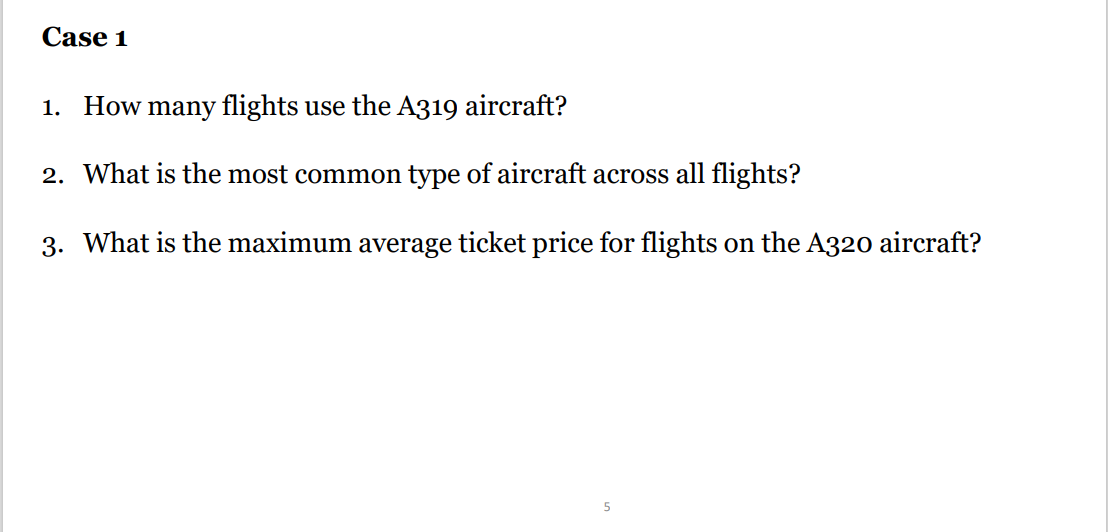 Case 1
1. How many flights use the A319 aircraft?
2. What is the most common type of aircraft across all flights?
3. What is the maximum average ticket price for flights on the A320 aircraft?
5